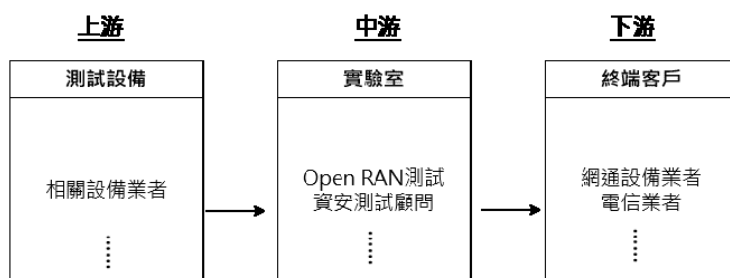 上游
中游
下游
測試設備
實驗室
終端客戶
相關設備業者
Open RAN測試
資安測試顧問
網通設備業者
電信業者